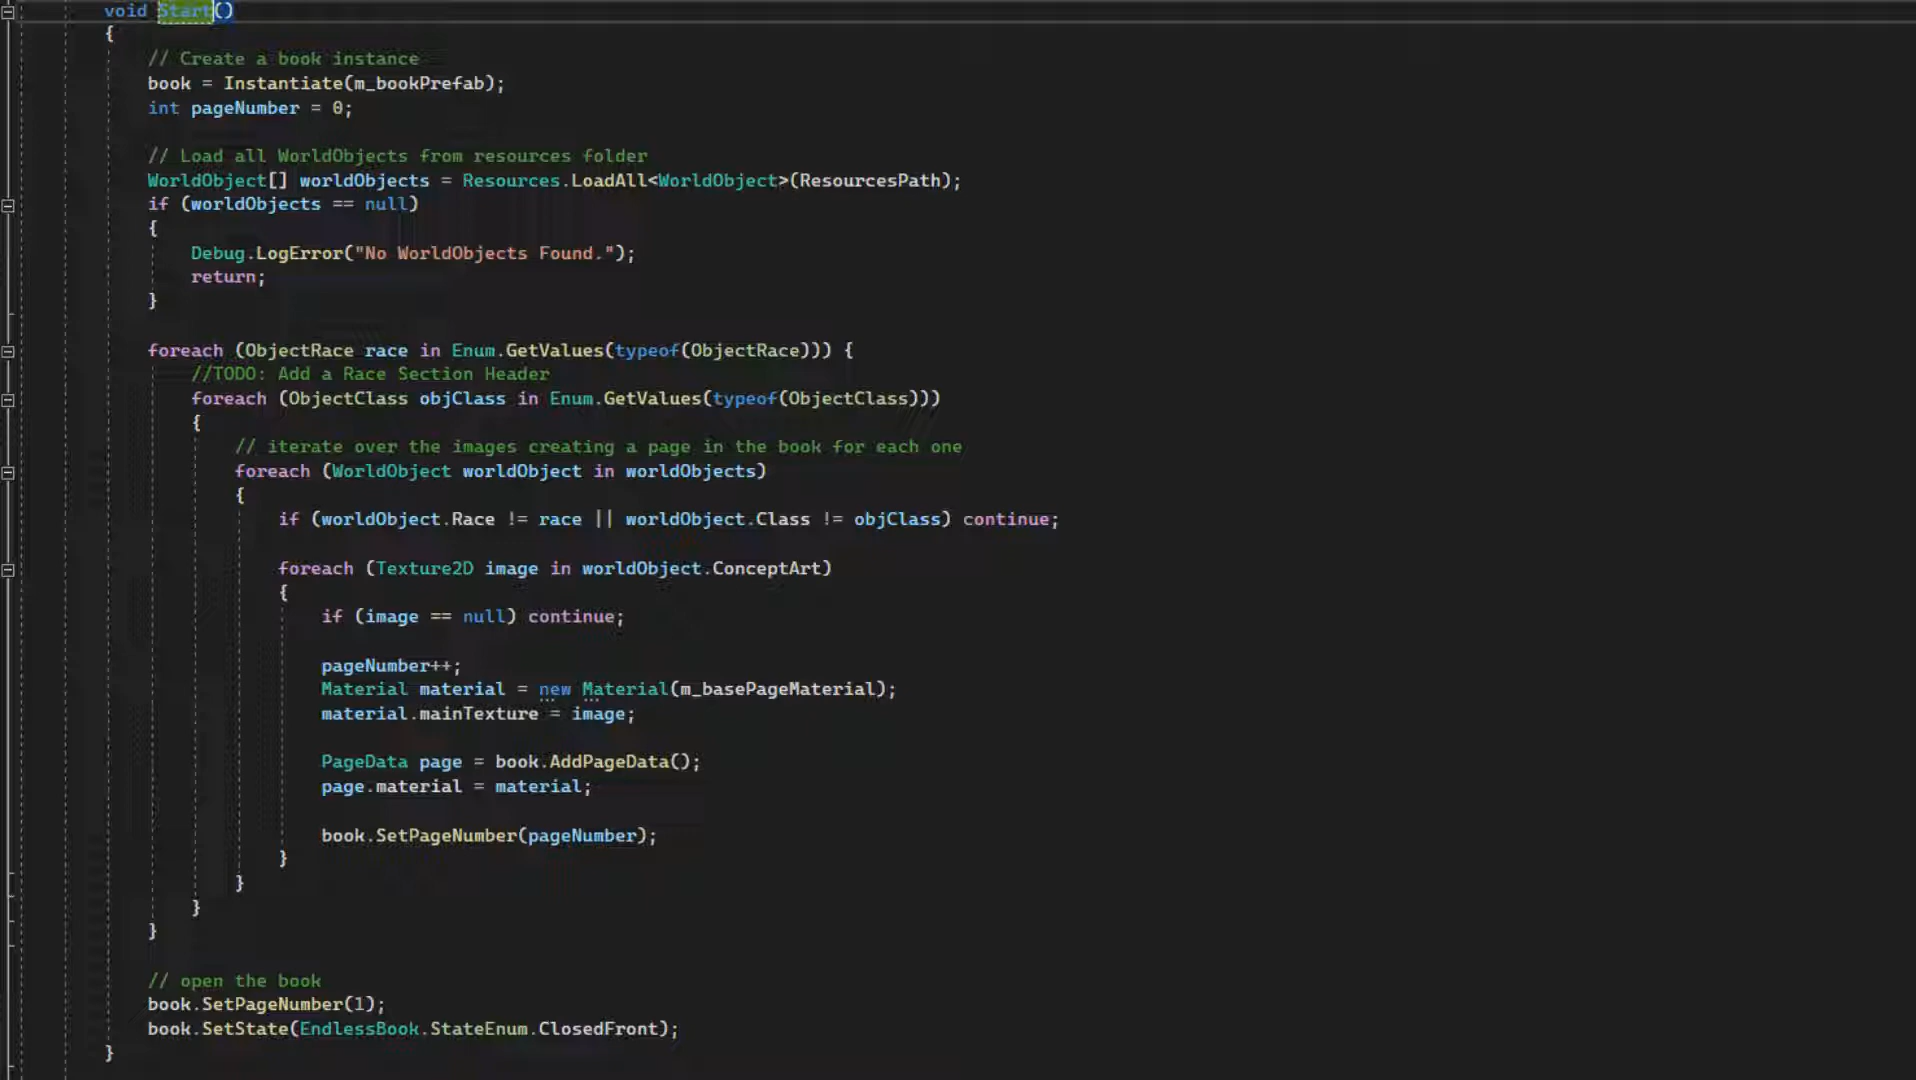 void Start()
{
// Create a book instance
book = Instantiate(m_bookPrefab);
int pageNumber = 0;
// Load all WorldObjects from resources folder
WorldObject[] worldObjects = Resources.LoadAll<WorldObject>(ResourcesPath);
if (worldObjects == null)
{
Debug.LogError("No WorldObjects Found.");
return;
}
foreach (ObjectRace race in Enum.GetValues(typeof(ObjectRace))) {
//TODO: Add a Race Section Header
foreach (ObjectClass objClass in Enum.GetValues(typeof(ObjectClass)))
{
// iterate over the images creating a page in the book for each one
foreach (WorldObject worldObject in worldObjects)
{
if (worldObject.Race != race || worldObject.Class != objClass) continue;
foreach (Texture2D image in worldObject.ConceptArt)
{
if (image == null) continue;
pageNumber++;
Material material = new Material(m_basePageMaterial);
material.mainTexture = image;
PageData page = book.AddPageData();
page.material = material;
book.SetPageNumber(pageNumber);
}
}
}
}
// open the book
book.SetPageNumber(1);
book.SetState(EndlessBook.StateEnum.ClosedFront);
}